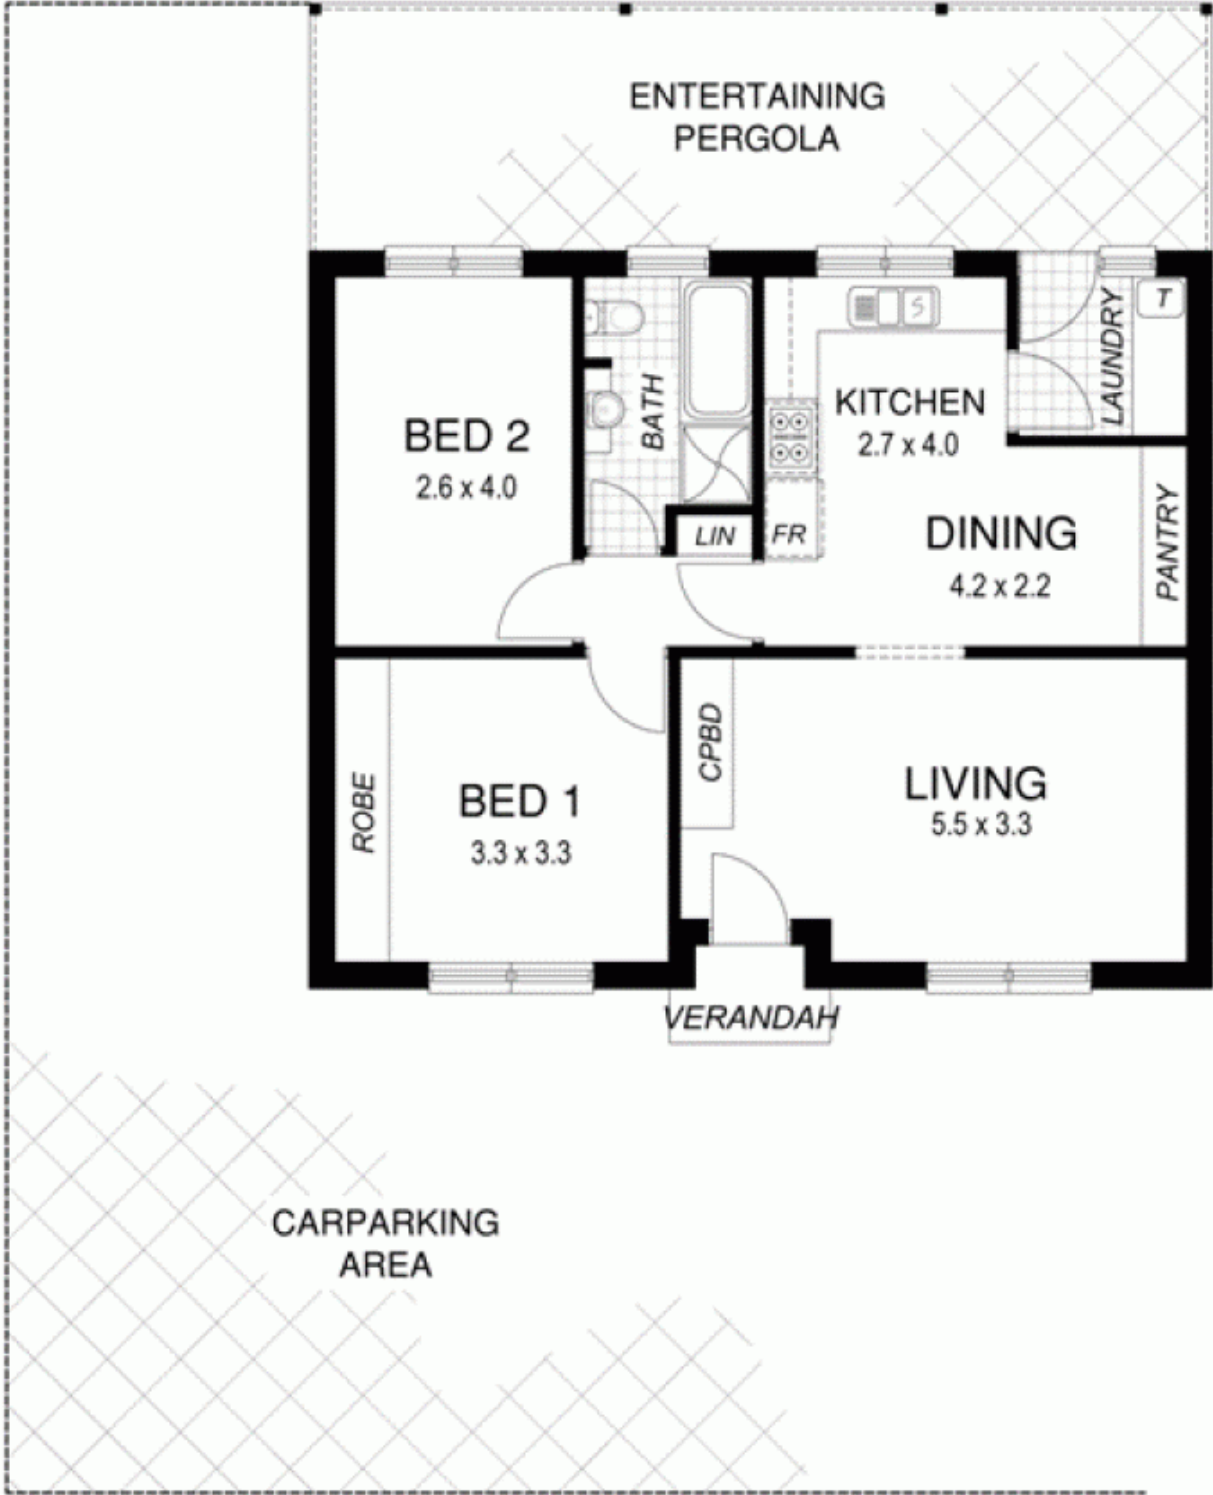 ENTERTAINING
PERGOLA
T
LAUNDRY
BATH
KITCHEN
2.7 x 4.0
BED 2
2.6 x 4.0
S
LIN
FR
DINING
4.2 x 2.2
PANTRY
CPBD
ROBE
BED 1
3.3 x 3.3
LIVING
5.5 x 3.3
VERANDAH
CARPARKING
AREA